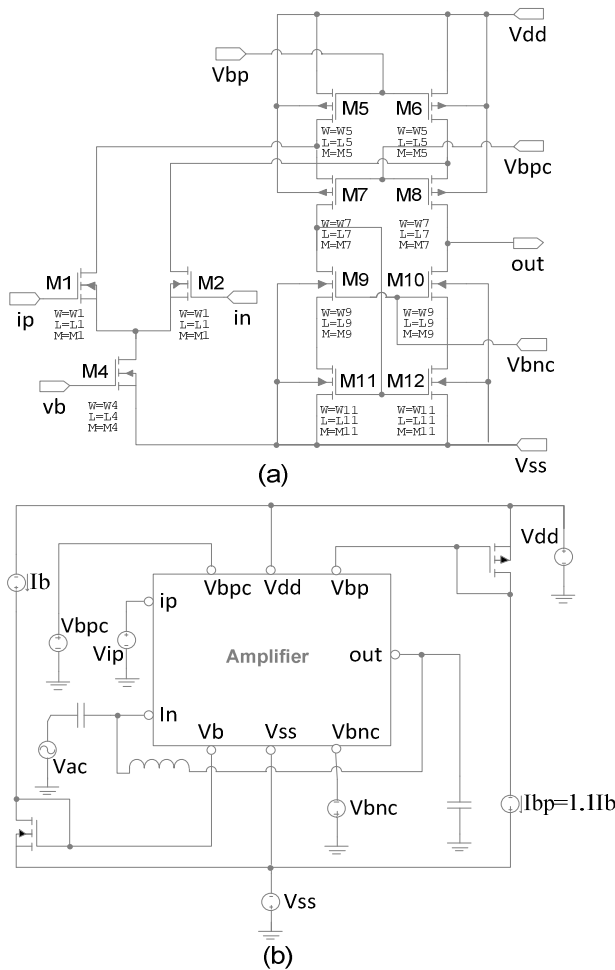 Vdd
Vbp
M5 M6
W=W5 W=W5
L=L5 L=L5
M=M5 M=M5
Vbpc
M7 M8
W=W7 W=W7
L=L7 L=L7
M=M7 M=M7
out
M1 M2
ip in
W=W1 W=W1
L=L1 L=L1
M=M1 M=M1
M9 M10
W=W9 W=W9
L=L9 L=L9
M=M9 M=M9
Vbnc
M4
vb
W=W4
L=L4
M=M4
M11 M12
W=W11 W=W11
L=L11 L=L11
M=M11 M=M11
Vss
(a)
Vdd
Ib
Vbpc Vdd Vbp
ip
Vbpc
Vip
Amplifier
out
In
Vb Vss Vbnc
Vac
Vbnc
Ibp=1.1Ib
Vss
(b)